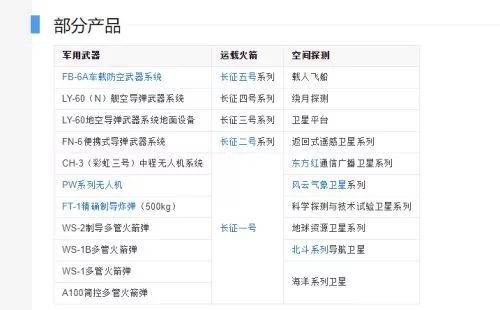 部分产品
军用武器 运载火箭 空间探测
FB-6A车载防空武器系统 长征五号系列 载人飞船
LY-60（N）舰空导弹武器系统 长征四号系列 绕月探测
LY-60地空导弹武器系统地面设备 长征三号系列 卫星平台
FN-6便携式导弹武器系统 长征二号系列 返回式遥感卫星系列
CH-3（彩虹三号）中程无人机系统 东方红通信广播卫星系列
PW系列无人机 风云气象卫星系列
FT-1精确制导炸弹（500kg） 科学探测与技术试验卫星系列
WS-2制导多管火箭弹 长征一号 地球资源卫星系列
WS-1B多管火箭弹 北斗系列导航卫星
WS-1多管火箭弹
海洋系列卫星
A100简控多管火箭弹